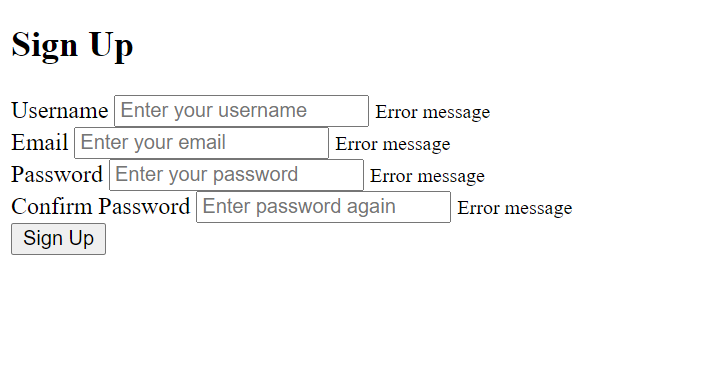 Sign Up
Username Enter your username Error message
Email Enter your email Error message
Password Enter your password Error message
Confirm Password Enter password again Error message
Sign Up